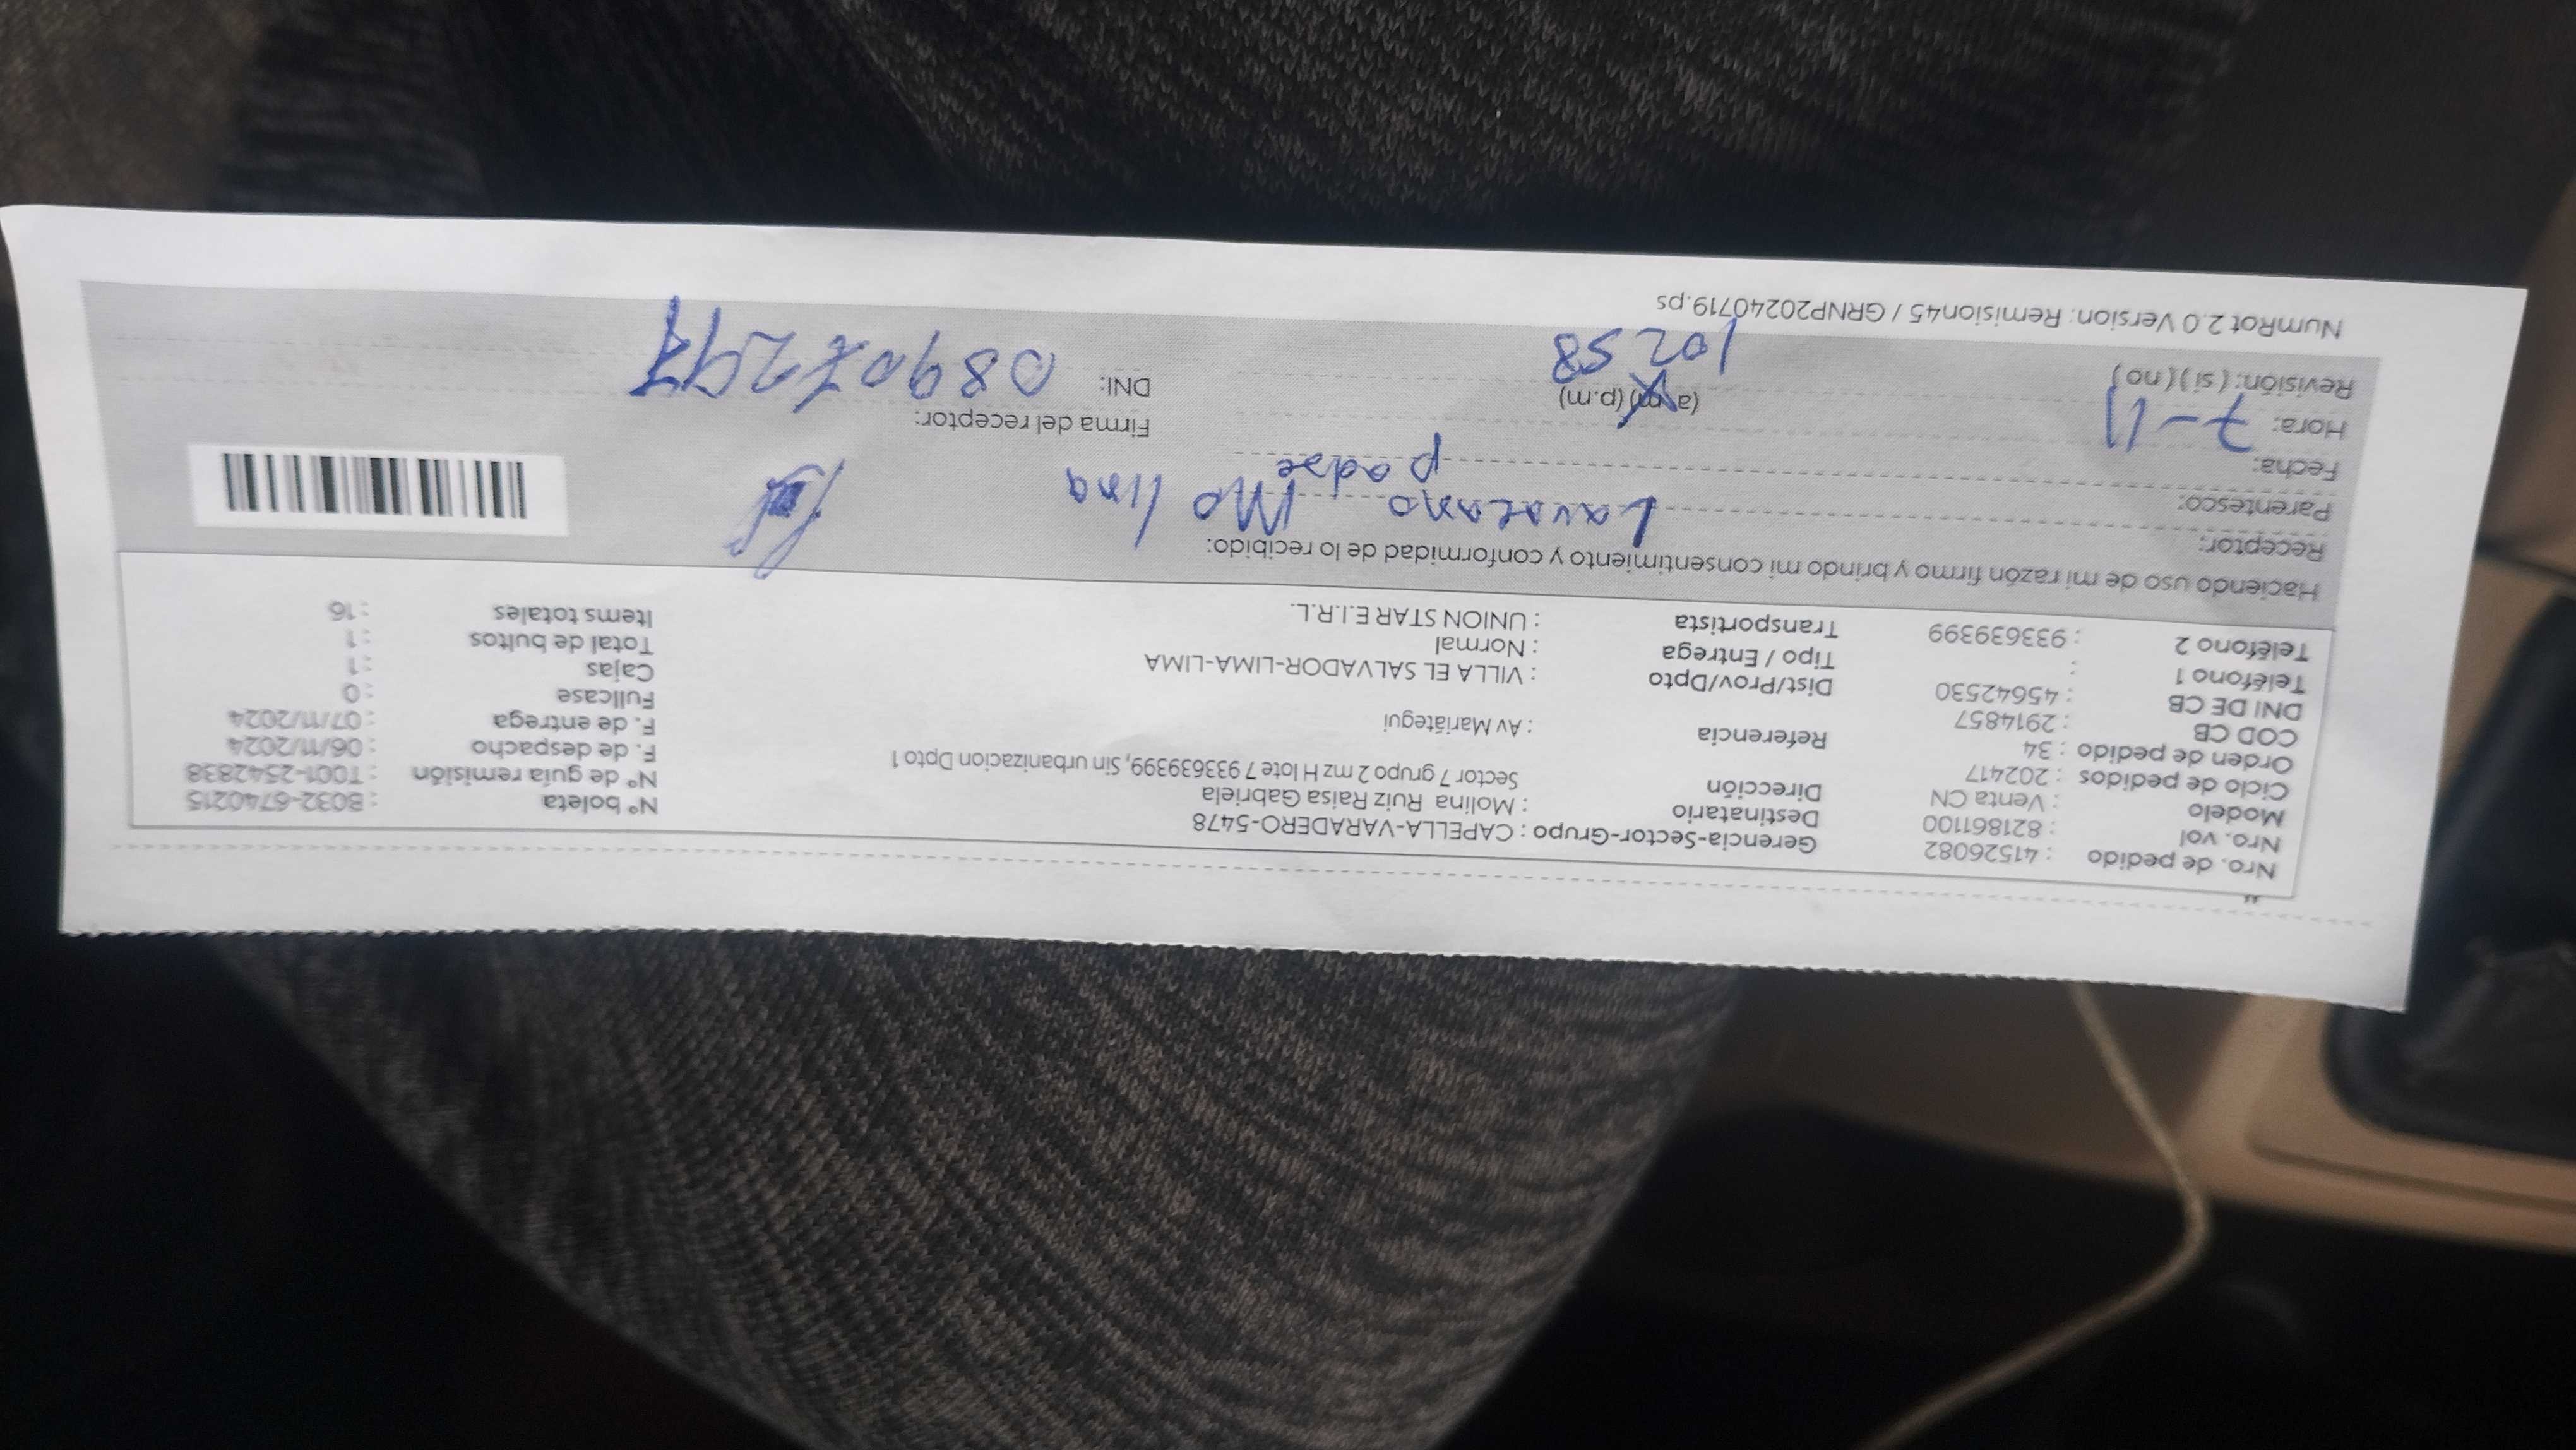 Nro. de pedido : 41526082 Gerencia-Sector-Grupo : CAPELLA-VARADERO-5478 N° boleta : B032-6740215
Nro. vol : 821861100 Destinatario : Molina Ruiz Raisa Gabriela N° de guía remisión : T001-2542838
Modelo : Venta CN Dirección Sector 7 grupo 2 mz H lote 7 933639399, Sin urbanizacion Dpto 1 F. de despacho : 06/11/2024
Ciclo de pedidos : 202417 Referencia : Av Mariátegui F. de entrega : 07/11/2024
Orden de pedido : 34 Dist/Prov/Dpto : VILLA EL SALVADOR-LIMA-LIMA Fullcase : 0
COD CB : 2914857 Tipo / Entrega : Normal Cajas : 1
DNI DE CB : 45642530 Transportista : UNION STAR E.I.R.L. Total de bultos : 1
Teléfono 1 : Items totales : 16
Teléfono 2 : 933639399
Haciendo uso de mi razón firmo y brindo mi consentimiento y conformidad de lo recibido:
Receptor: Molina
Parentesco: padre
Fecha: 7-11 Firma del receptor:
Hora: (a.m) (p.m) 10258 DNI:
Revisión: ( si ) ( no )
NumRot 2.0 Version: Remision45 / GRNP20240719.ps